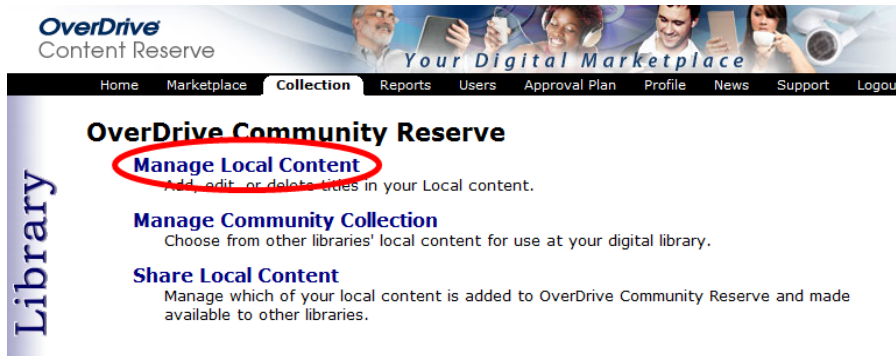 OverDrive
Content Reserve
Your Digital Marketplace
Home Marketplace Collection Reports Users Approval Plan Profile News Support Logou
Library
OverDrive Community Reserve
Manage Local Content
Add, edit, or delete titles in your Local content.
Manage Community Collection
Choose from other libraries' local content for use at your digital library.
Share Local Content
Manage which of your local content is added to OverDrive Community Reserve and made
available to other libraries.